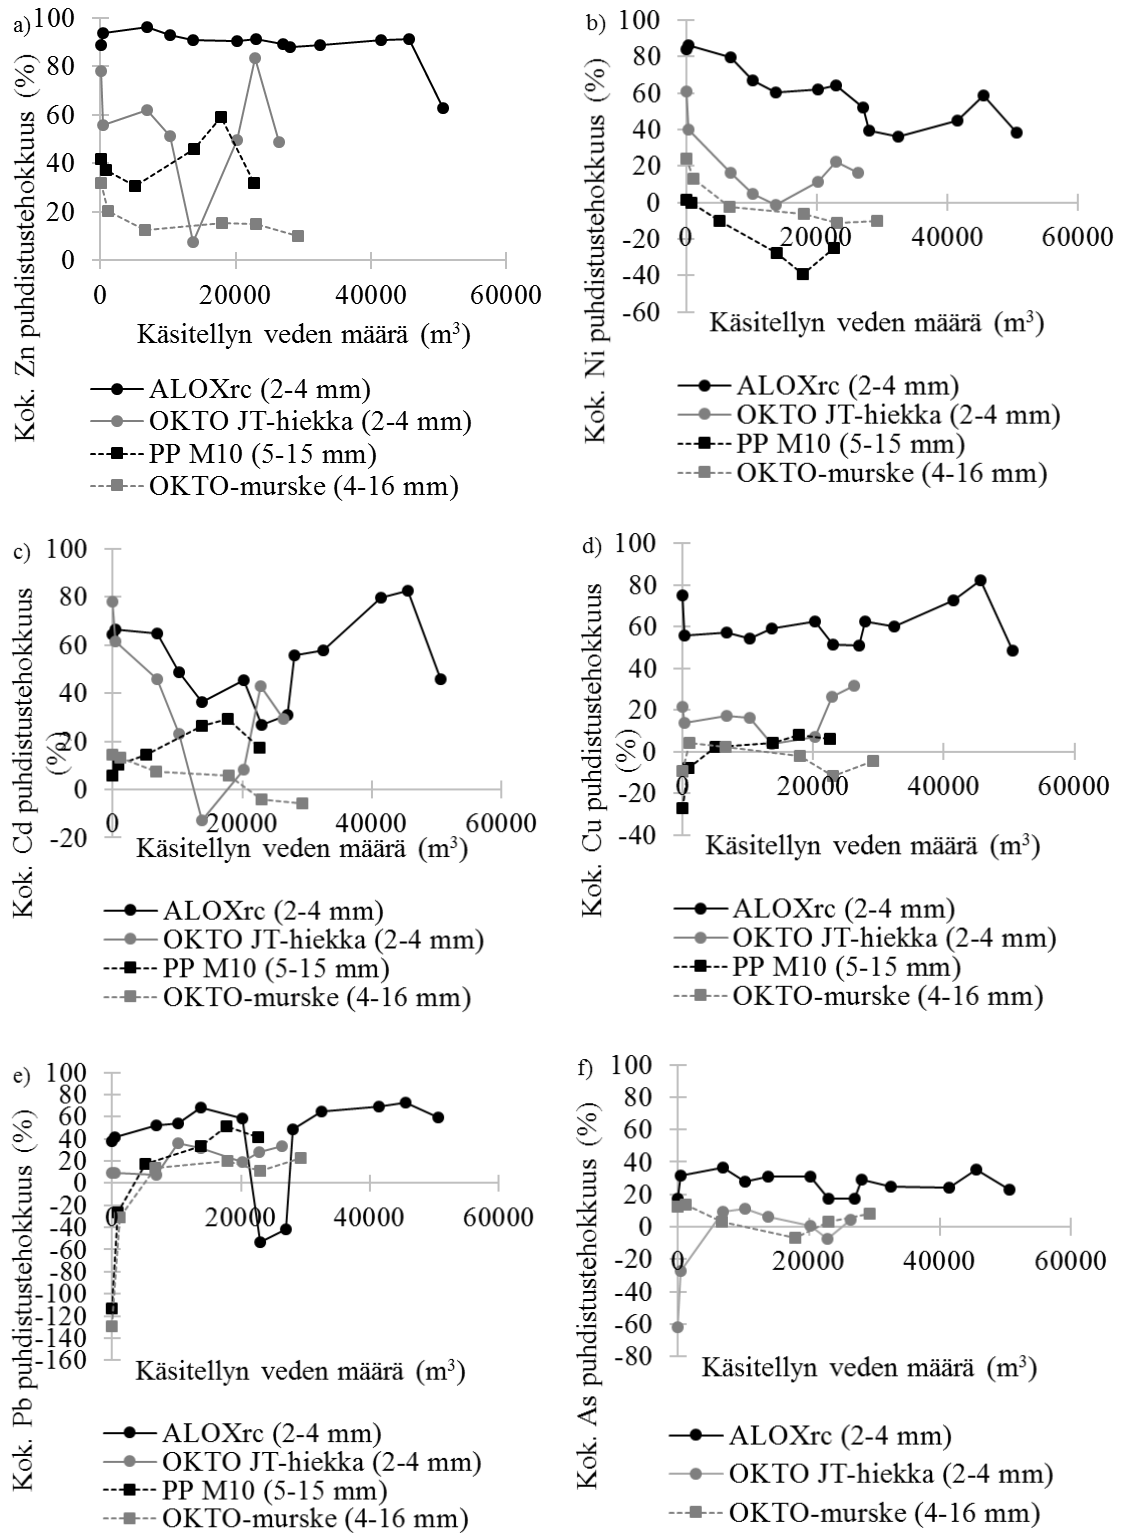 a)
100
80
60
40
20
0
0
20000
40000
60000
Kok. Zn puhdistustehokkuus (%)
Käsitellyn veden määrä (m³)
ALOXrc (2-4 mm)
OKTO JT-hiekka (2-4 mm)
PP M10 (5-15 mm)
OKTO-murske (4-16 mm)
b)
100
80
60
40
20
0
-20
-40
-60
0
20000
40000
60000
Kok. Ni puhdistustehokkuus (%)
Käsitellyn veden määrä (m³)
ALOXrc (2-4 mm)
OKTO JT-hiekka (2-4 mm)
PP M10 (5-15 mm)
OKTO-murske (4-16 mm)
c)
100
80
60
40
20
0
-20
0
20000
40000
60000
Kok. Cd puhdistustehokkuus
(%)
Käsitellyn veden määrä (m³)
ALOXrc (2-4 mm)
OKTO JT-hiekka (2-4 mm)
PP M10 (5-15 mm)
OKTO-murske (4-16 mm)
d)
100
80
60
40
20
0
-20
-40
0
20000
40000
60000
Kok. Cu puhdistustehokkuus
(%)
Käsitellyn veden määrä (m³)
ALOXrc (2-4 mm)
OKTO JT-hiekka (2-4 mm)
PP M10 (5-15 mm)
OKTO-murske (4-16 mm)
e)
100
80
60
40
20
0
-20
-40
-60
-80
-100
-120
-140
-160
0
20000
40000
60000
Kok. Pb puhdistustehokkuus (%)
Käsitellyn veden määrä (m³)
ALOXrc (2-4 mm)
OKTO JT-hiekka (2-4 mm)
PP M10 (5-15 mm)
OKTO-murske (4-16 mm)
f)
100
80
60
40
20
0
-20
-40
-60
-80
0
20000
40000
60000
Kok. As puhdistustehokkuus (%)
Käsitellyn veden määrä (m³)
ALOXrc (2-4 mm)
OKTO JT-hiekka (2-4 mm)
OKTO-murske (4-16 mm)